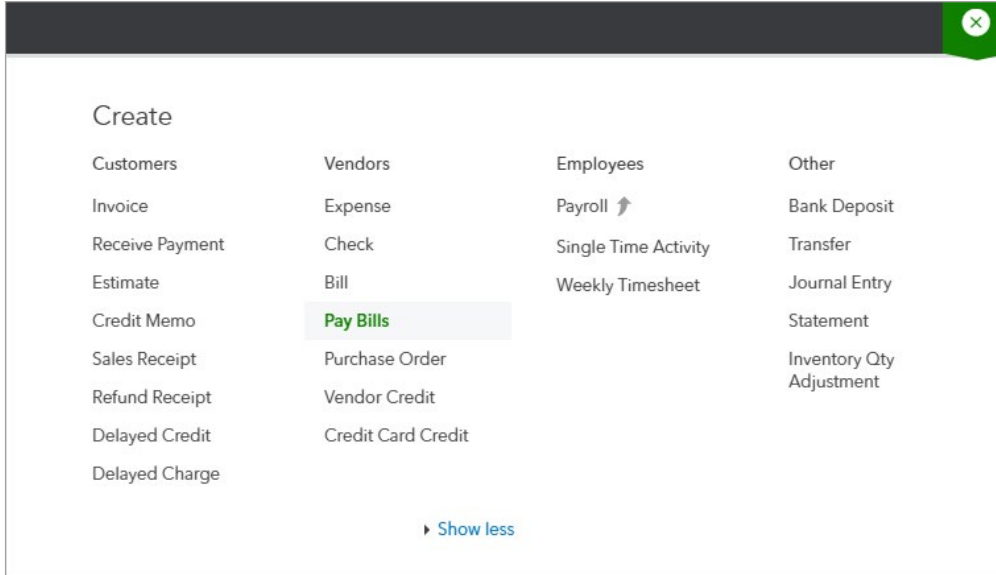 Create
Customers
Invoice
Receive Payment
Estimate
Credit Memo
Sales Receipt
Refund Receipt
Delayed Credit
Delayed Charge
Vendors
Expense
Check
Bill
Pay Bills
Purchase Order
Vendor Credit
Credit Card Credit
Employees
Payroll
Single Time Activity
Weekly Timesheet
Other
Bank Deposit
Transfer
Journal Entry
Statement
Inventory Qty
Adjustment
Show less